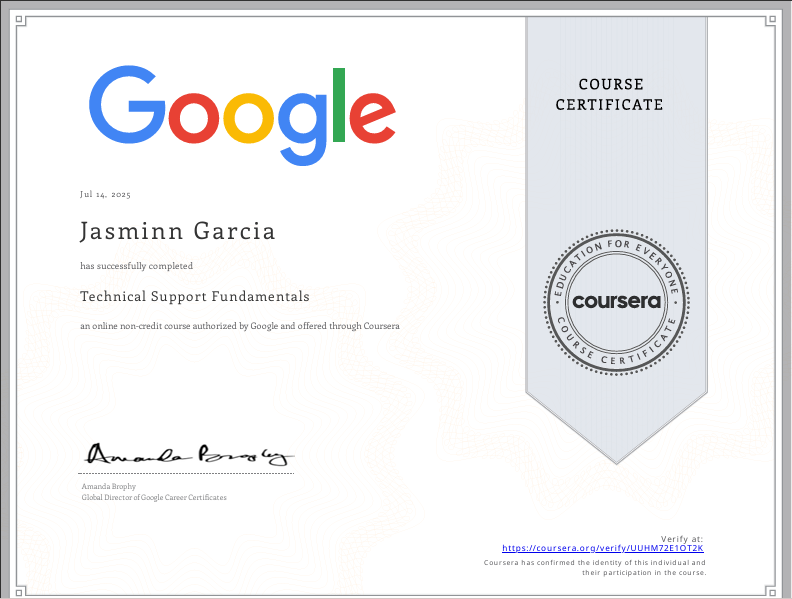 Google
COURSE
CERTIFICATE
Jul 14, 2025
Jasminn Garcia
has successfully completed
Technical Support Fundamentals
an online non-credit course authorized by Google and offered through Coursera
EDUCATION FOR EVERYONE
coursera
COURSE CERTIFICATE
Amanda Brophy
Amanda Brophy
Global Director of Google Career Certificates
Verify at:
https://coursera.org/verify/UUHM72E1OT2K
Coursera has confirmed the identity of this individual and
their participation in the course.